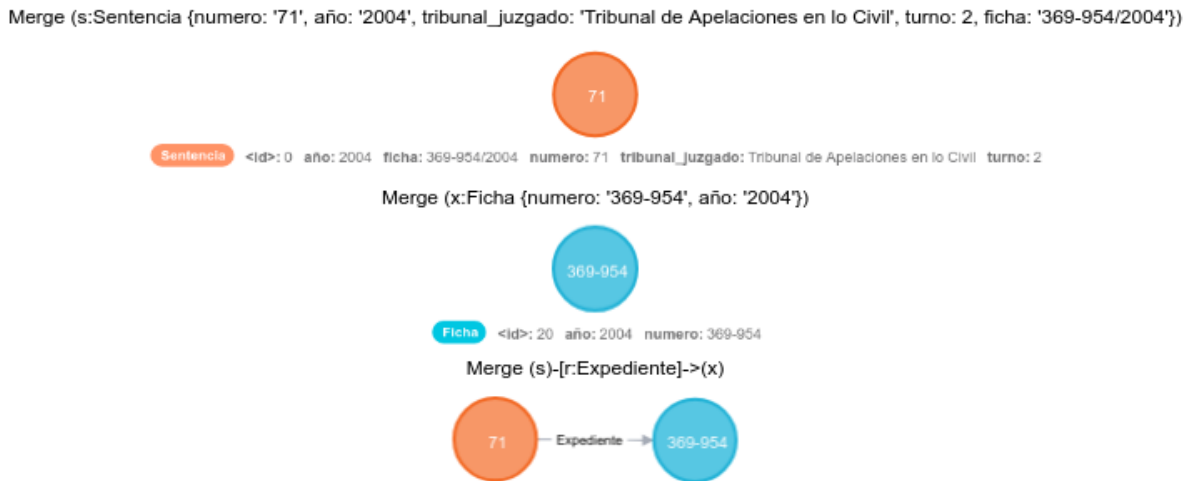 Merge (s:Sentencia {numero: '71', año: '2004', tribunal_juzgado: 'Tribunal de Apelaciones en lo Civil', turno: 2, ficha: '369-954/2004'})
71
Sentencia <id>: 0 año: 2004 ficha: 369-954/2004 numero: 71 tribunal_juzgado: Tribunal de Apelaciones en lo Civil turno: 2
Merge (x:Ficha {numero: '369-954', año: '2004'})
369-954
Ficha <id>: 20 año: 2004 numero: 369-954
Merge (s)-[r:Expediente]->(x)
71 Expediente 369-954